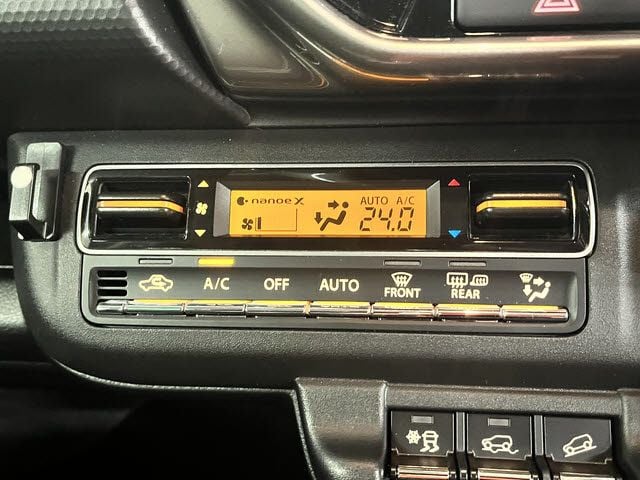 nanoe X AUTO A/C
24.0
A/C OFF AUTO FRONT REAR